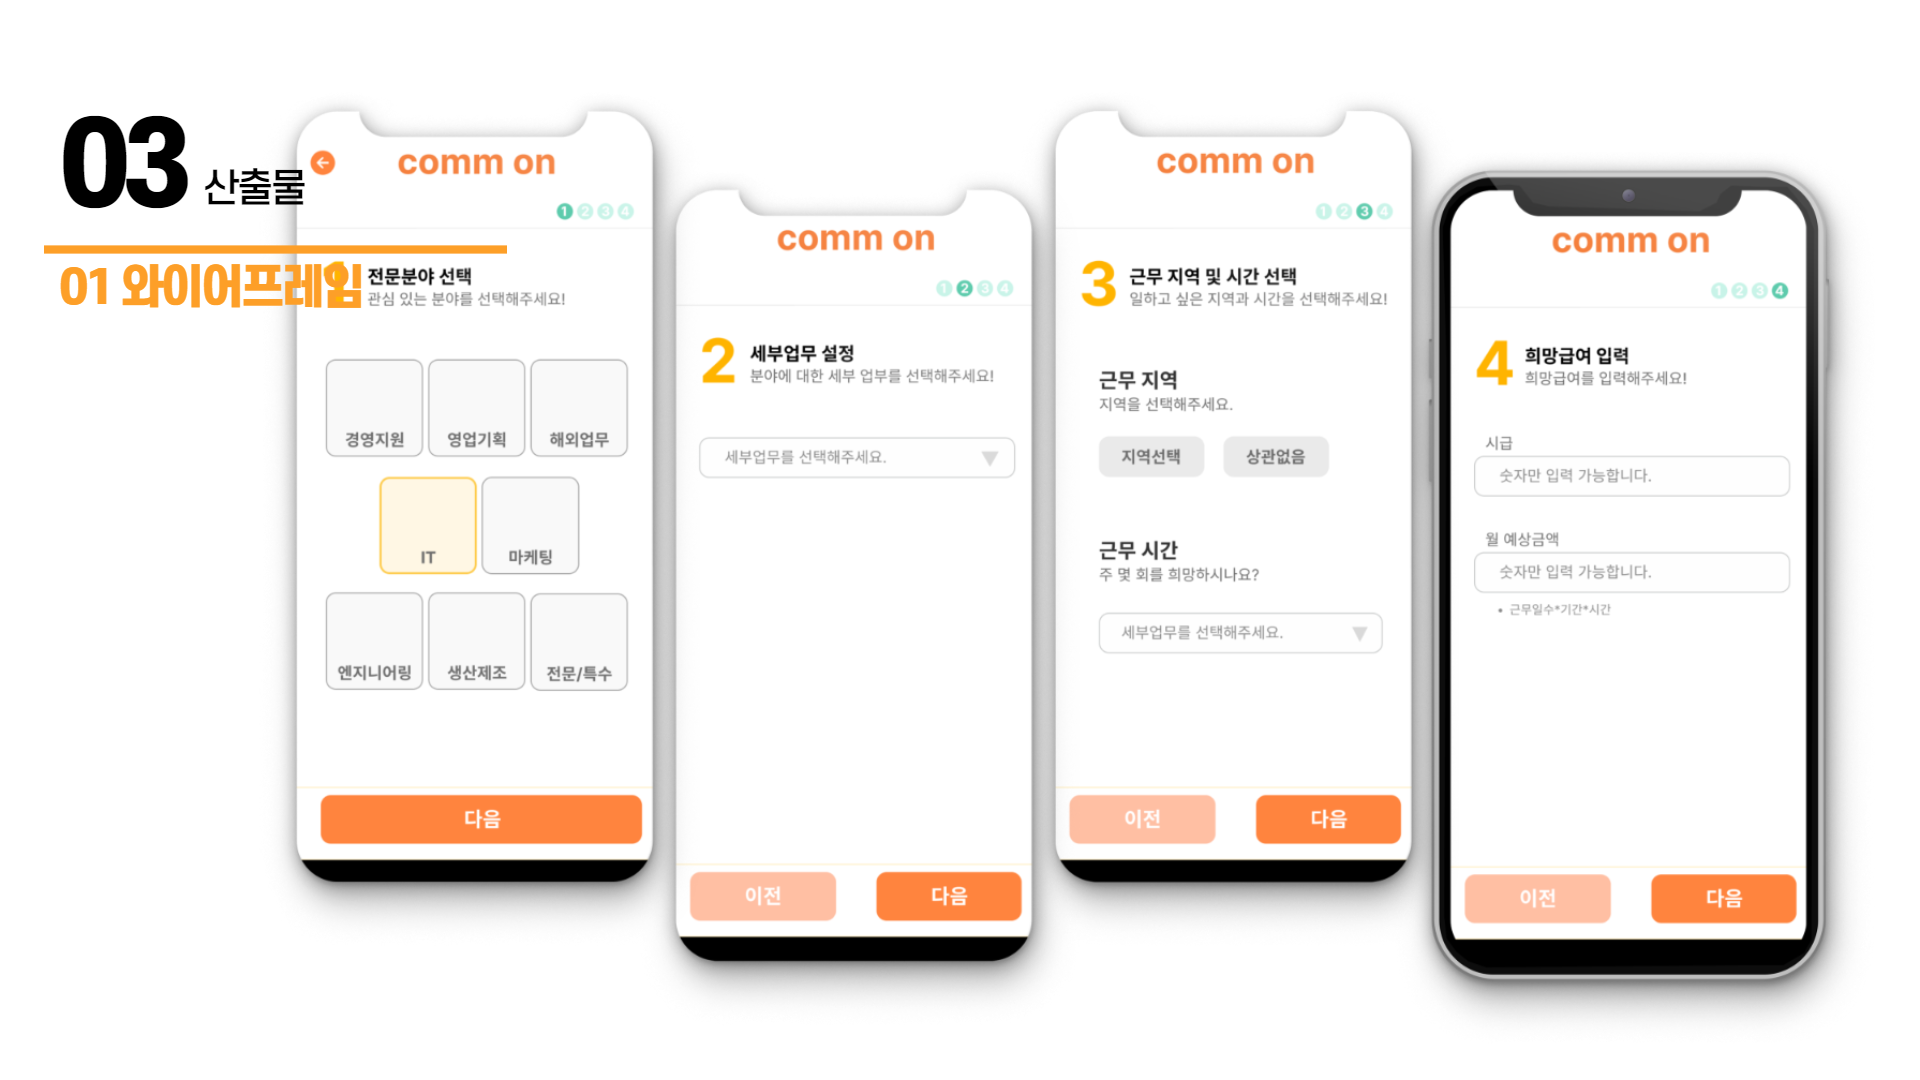 03 산출물
01 와이어프레임
comm on
1 2 3 4
1 전문분야 선택
관심 있는 분야를 선택해주세요!
경영지원 영업기획 해외업무
IT 마케팅
엔지니어링 생산제조 전문/특수
다음
comm on
1 2 3 4
2 세부업무 설정
분야에 대한 세부 업부를 선택해주세요!
세부업무를 선택해주세요.
이전 다음
comm on
1 2 3 4
3 근무 지역 및 시간 선택
일하고 싶은 지역과 시간을 선택해주세요!
근무 지역
지역을 선택해주세요.
지역선택 상관없음
근무 시간
주 몇 회를 희망하시나요?
세부업무를 선택해주세요.
이전 다음
comm on
1 2 3 4
4 희망급여 입력
희망급여를 입력해주세요!
시급
숫자만 입력 가능합니다.
월 예상금액
숫자만 입력 가능합니다.
• 근무일수*기간*시간
이전 다음